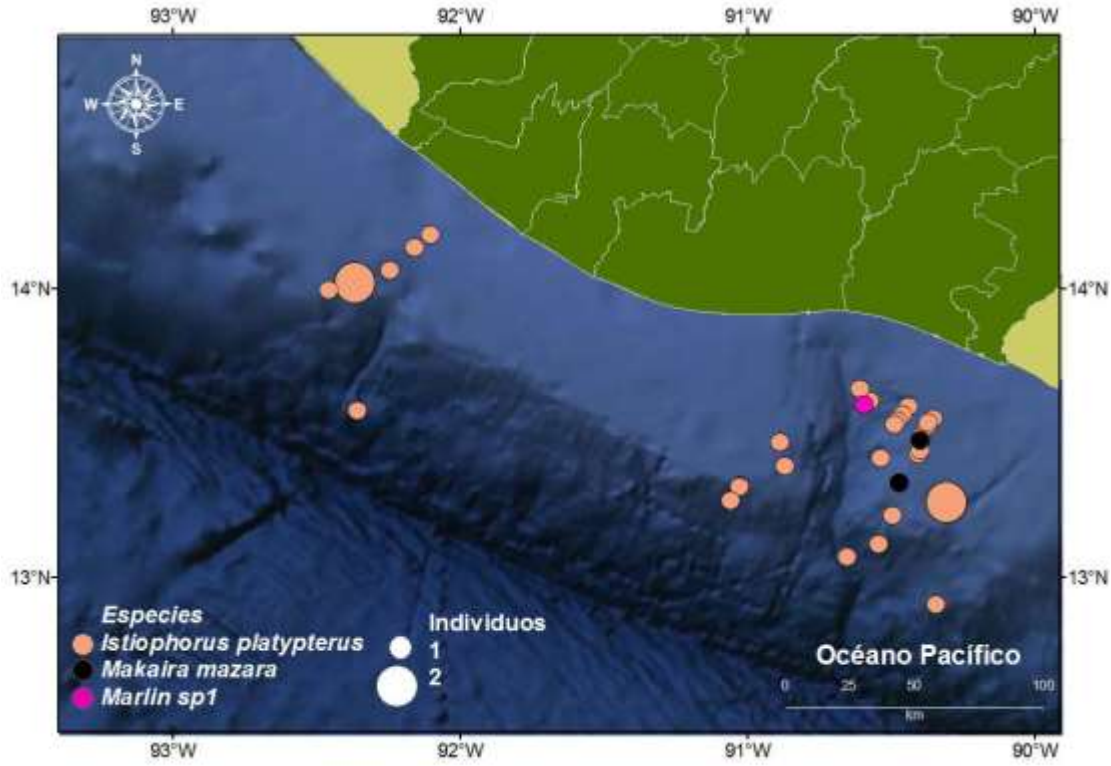 93°W 92°W 91°W 90°W
N
W E
S
14°N 14°N
13°N 13°N
Especies
Istiophorus platypterus
Makaira mazara
Marlin sp1
Individuos
1
2
Océano Pacífico
0 25 50 100
km
93°W 92°W 91°W 90°W